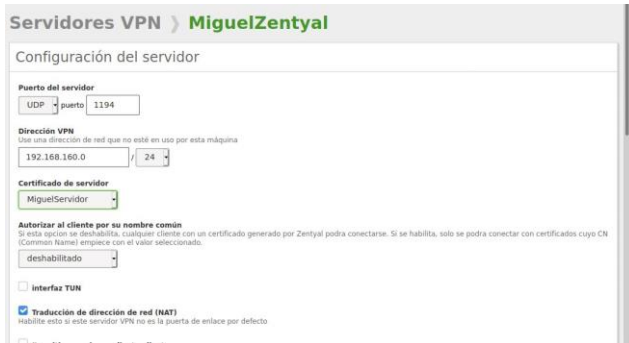 Servidores VPN ⟩ MiguelZentyal
Configuración del servidor
Puerto del servidor
UDP puerto 1194
Dirección VPN
Use una dirección de red que no esté en uso por esta máquina
192.168.160.0 / 24
Certificado de servidor
MiguelServidor
Autorizar al cliente por su nombre común
Si esta opcion se deshabilita, cualquier cliente con un certificado generado por Zentyal podra conectarse. Si se habilita, solo se podra conectar con certificados cuyo CN
(Common Name) empiece con el valor seleccionado.
deshabilitado
interfaz TUN
Traducción de dirección de red (NAT)
Habilite esto si este servidor VPN no es la puerta de enlace por defecto